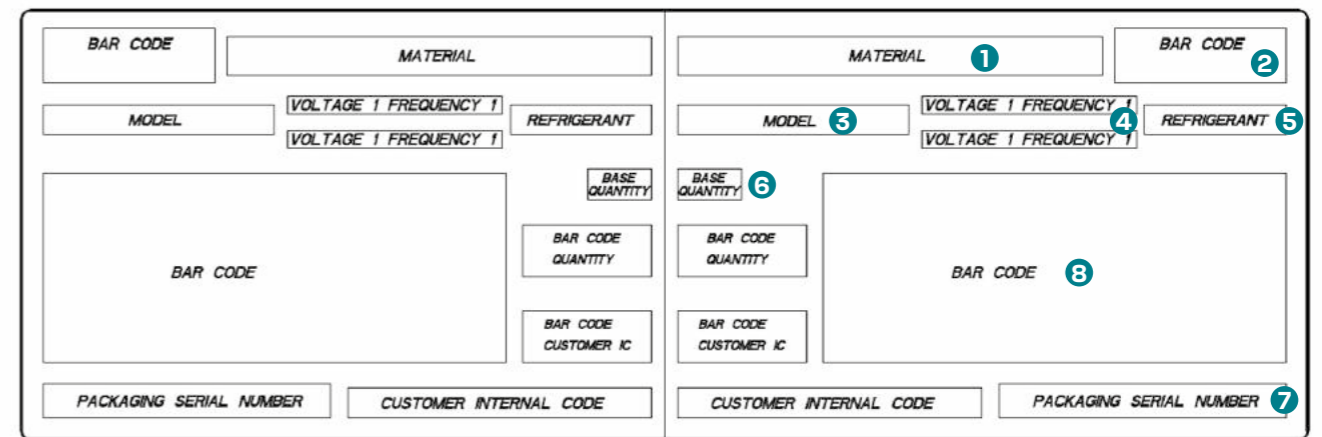 BAR CODE
MATERIAL
MODEL
VOLTAGE 1 FREQUENCY 1
VOLTAGE 1 FREQUENCY 1
REFRIGERANT
BASE
QUANTITY
BAR CODE
BAR CODE
QUANTITY
BAR CODE
CUSTOMER IC
PACKAGING SERIAL NUMBER
CUSTOMER INTERNAL CODE
MATERIAL 1
BAR CODE 2
MODEL 3
VOLTAGE 1 FREQUENCY 1 4
VOLTAGE 1 FREQUENCY 1
REFRIGERANT 5
BASE
QUANTITY 6
BAR CODE
QUANTITY
BAR CODE 8
BAR CODE
CUSTOMER IC
CUSTOMER INTERNAL CODE
PACKAGING SERIAL NUMBER 7